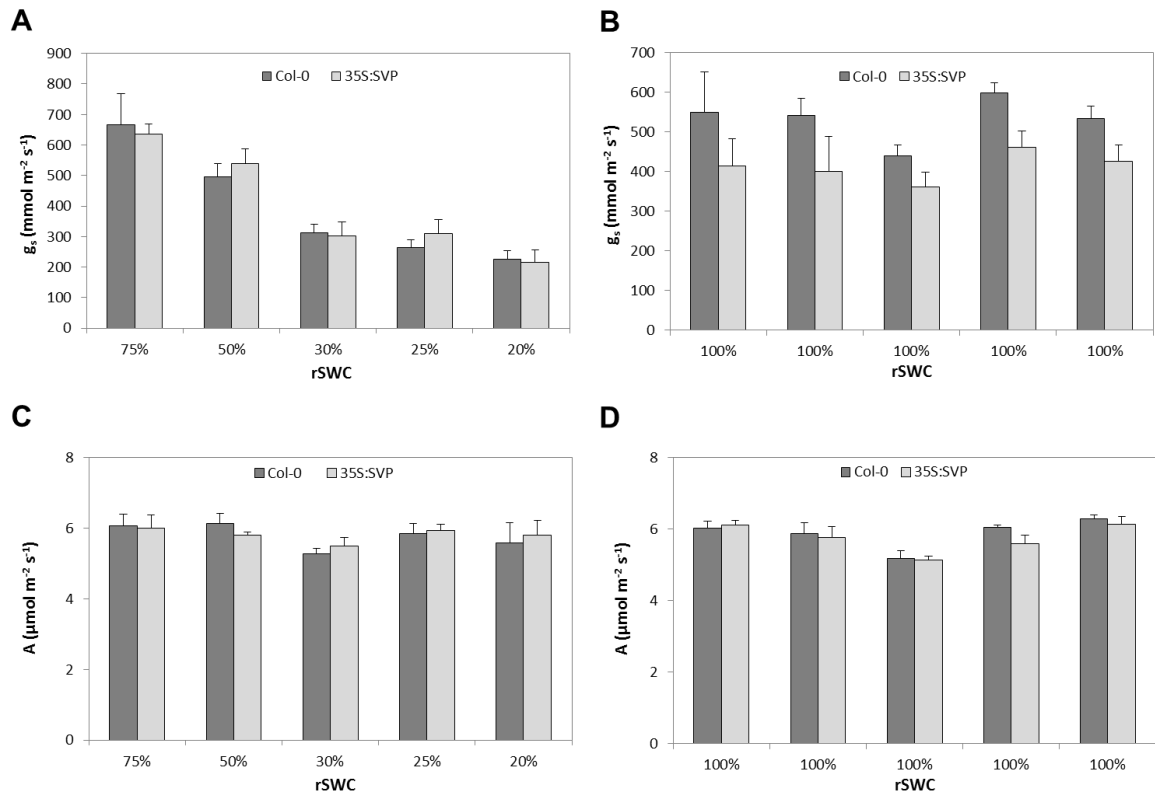 A
900
800
700
600
500
400
300
200
100
0
gₛ (mmol m⁻² s⁻¹)
Col-0 35S:SVP
75% 50% 30% 25% 20%
rSWC
B
700
600
500
400
300
200
100
0
gₛ (mmol m⁻² s⁻¹)
Col-0 35S:SVP
100% 100% 100% 100% 100%
rSWC
C
8
6
4
2
0
A (µmol m⁻² s⁻¹)
Col-0 35S:SVP
75% 50% 30% 25% 20%
rSWC
D
8
6
4
2
0
A (µmol m⁻² s⁻¹)
Col-0 35S:SVP
100% 100% 100% 100% 100%
rSWC